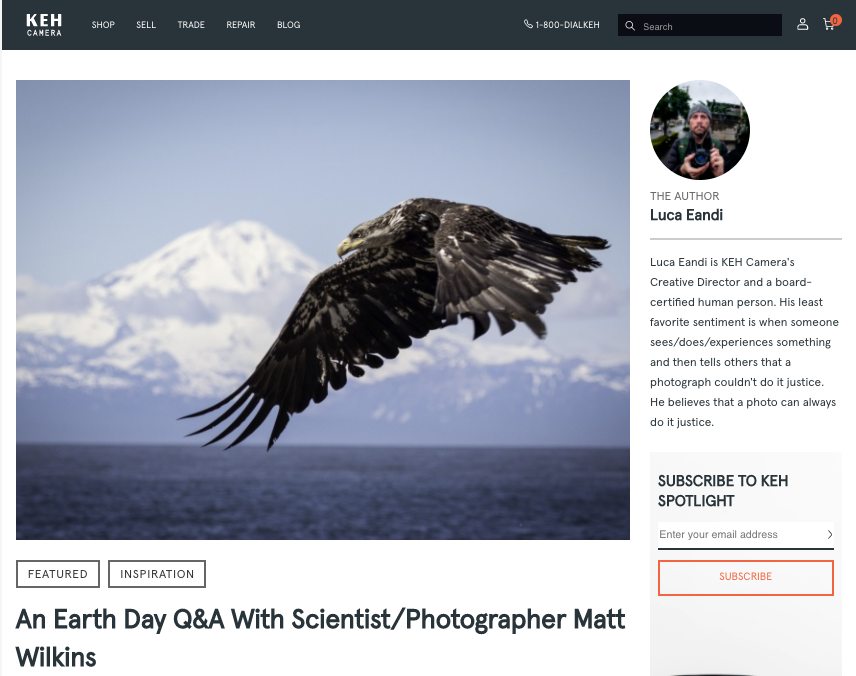 KEH
CAMERA
SHOP SELL TRADE REPAIR BLOG
1-800-DIALKEH
Search
0
THE AUTHOR
Luca Eandi
Luca Eandi is KEH Camera's
Creative Director and a board-
certified human person. His least
favorite sentiment is when someone
sees/does/experiences something
and then tells others that a
photograph couldn't do it justice.
He believes that a photo can always
do it justice.
SUBSCRIBE TO KEH
SPOTLIGHT
Enter your email address
SUBSCRIBE
FEATURED INSPIRATION
An Earth Day Q&A With Scientist/Photographer Matt
Wilkins